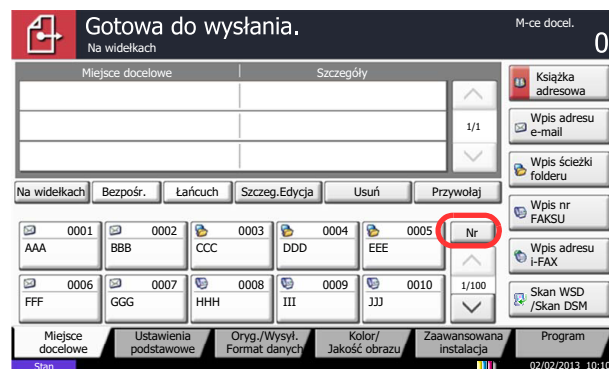 Gotowa do wysłania.
Na widełkach
M-ce docel.
0
Miejsce docelowe
Szczegóły
1/1
Na widełkach
Bezpośr.
Łańcuch
Szczeg.Edycja
Usuń
Przywołaj
0001
AAA
0002
BBB
0003
CCC
0004
DDD
0005
EEE
Nr
0006
FFF
0007
GGG
0008
HHH
0009
III
0010
JJJ
1/100
Książka
adresowa
Wpis adresu
e-mail
Wpis ścieżki
folderu
Wpis nr
FAKSU
Wpis adresu
i-FAX
Skan WSD
/Skan DSM
Miejsce
docelowe
Ustawienia
podstawowe
Oryg./Wysył.
Format danych
Kolor/
Jakość obrazu
Zaawansowana
instalacja
Program
Stan
02/02/2013 10:10